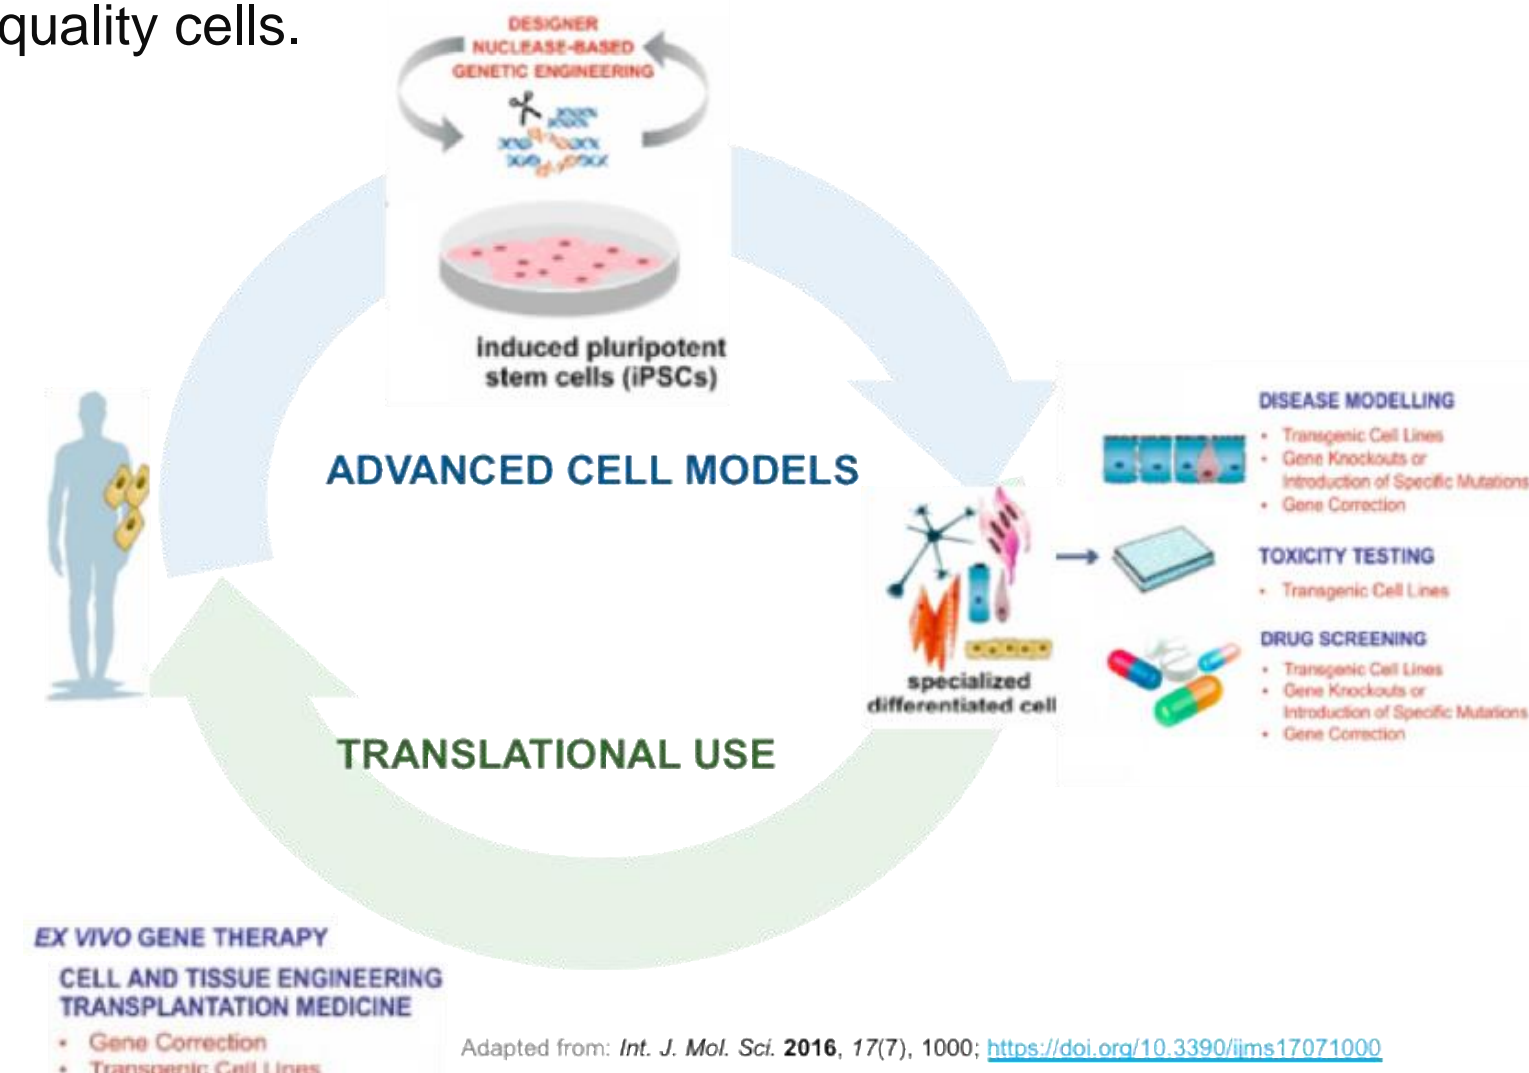 quality cells.
DESIGNER
NUCLEASE-BASED
GENETIC ENGINEERING
induced pluripotent
stem cells (iPSCs)
ADVANCED CELL MODELS
DISEASE MODELLING
• Transgenic Cell Lines
• Gene Knockouts or
Introduction of Specific Mutations
• Gene Correction
TOXICITY TESTING
• Transgenic Cell Lines
DRUG SCREENING
• Transgenic Cell Lines
• Gene Knockouts or
Introduction of Specific Mutations
• Gene Correction
specialized
differentiated cell
TRANSLATIONAL USE
EX VIVO GENE THERAPY
CELL AND TISSUE ENGINEERING
TRANSPLANTATION MEDICINE
• Gene Correction
• Transgenic Cell Lines
Adapted from: Int. J. Mol. Sci. 2016, 17(7), 1000; https://doi.org/10.3390/ijms17071000